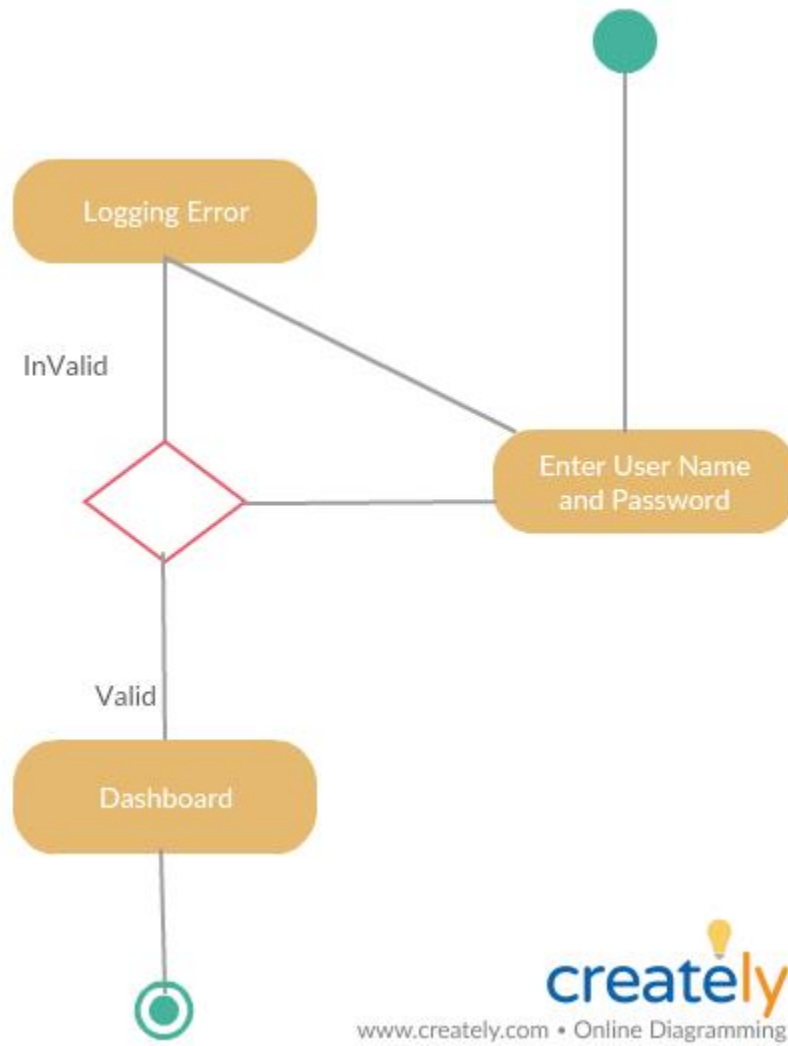 Logging Error
InValid
Enter User Name
and Password
Valid
Dashboard
creately
www.creately.com • Online Diagramming